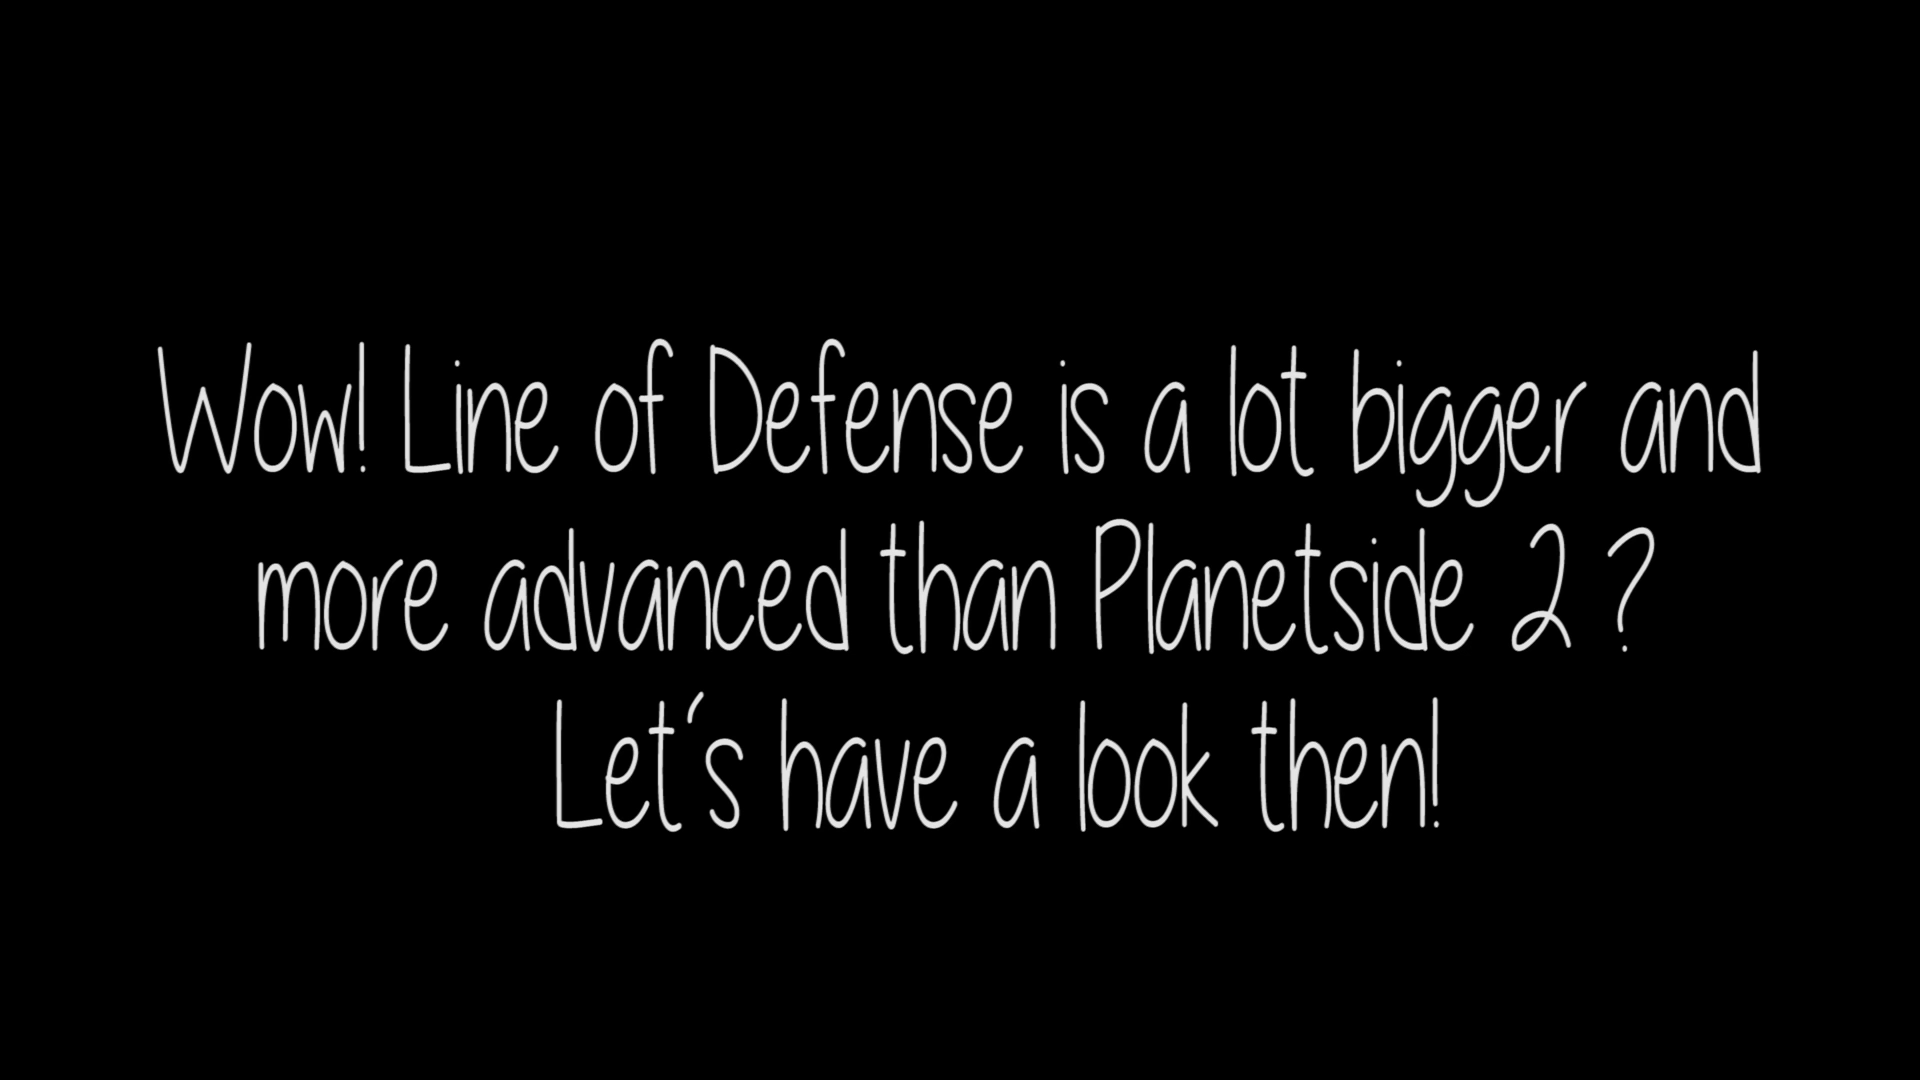 Wow! Line of Defense is a lot bigger and
more advanced than Planetside 2 ?
Let's have a look then!